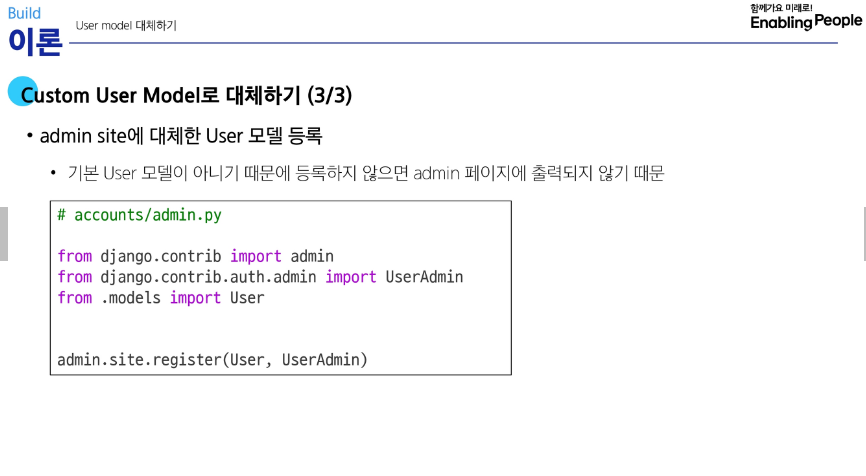 Build
이론
User model 대체하기
함께가요 미래로!
Enabling People
Custom User Model로 대체하기 (3/3)
• admin site에 대체한 User 모델 등록
• 기본 User 모델이 아니기 때문에 등록하지 않으면 admin 페이지에 출력되지 않기 때문
# accounts/admin.py
from django.contrib import admin
from django.contrib.auth.admin import UserAdmin
from .models import User
admin.site.register(User, UserAdmin)